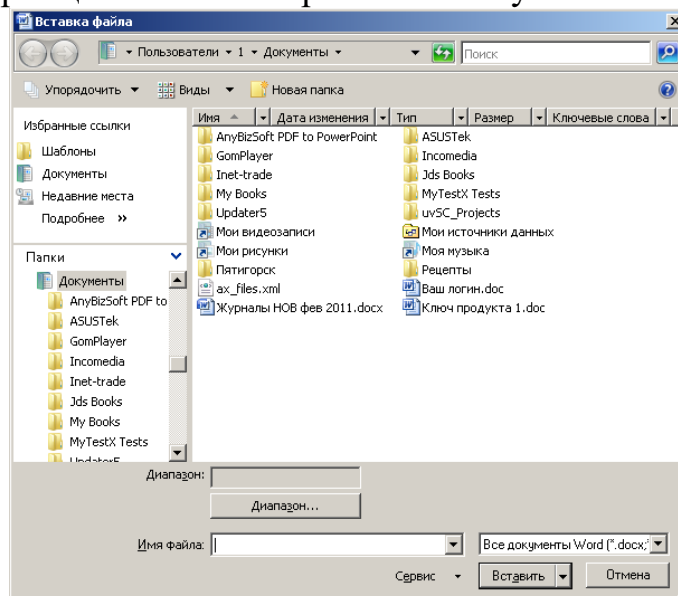 Вставка файла
Пользователи 1 Документы
Поиск
Упорядочить Виды Новая папка
Избранные ссылки
Шаблоны
Документы
Недавние места
Подробнее »
Папки
Документы
AnyBizSoft PDF to
ASUSTek
GomPlayer
Incomedia
Inet-trade
Jds Books
My Books
MyTestX Tests
Имя Дата изменения Тип Размер Ключевые слова
AnyBizSoft PDF to PowerPoint ASUSTek
GomPlayer Incomedia
Inet-trade Jds Books
My Books MyTestX Tests
Updater5 uvSC_Projects
Мои видеозаписи Мои источники данных
Мои рисунки Моя музыка
Пятигорск Рецепты
ax_files.xml Ваш логин.doc
Журналы НОВ фев 2011.docx Ключ продукта 1.doc
Диапазон:
Диапазон...
Имя файла:
Все документы Word (*.docx;*
Сервис Вставить Отмена